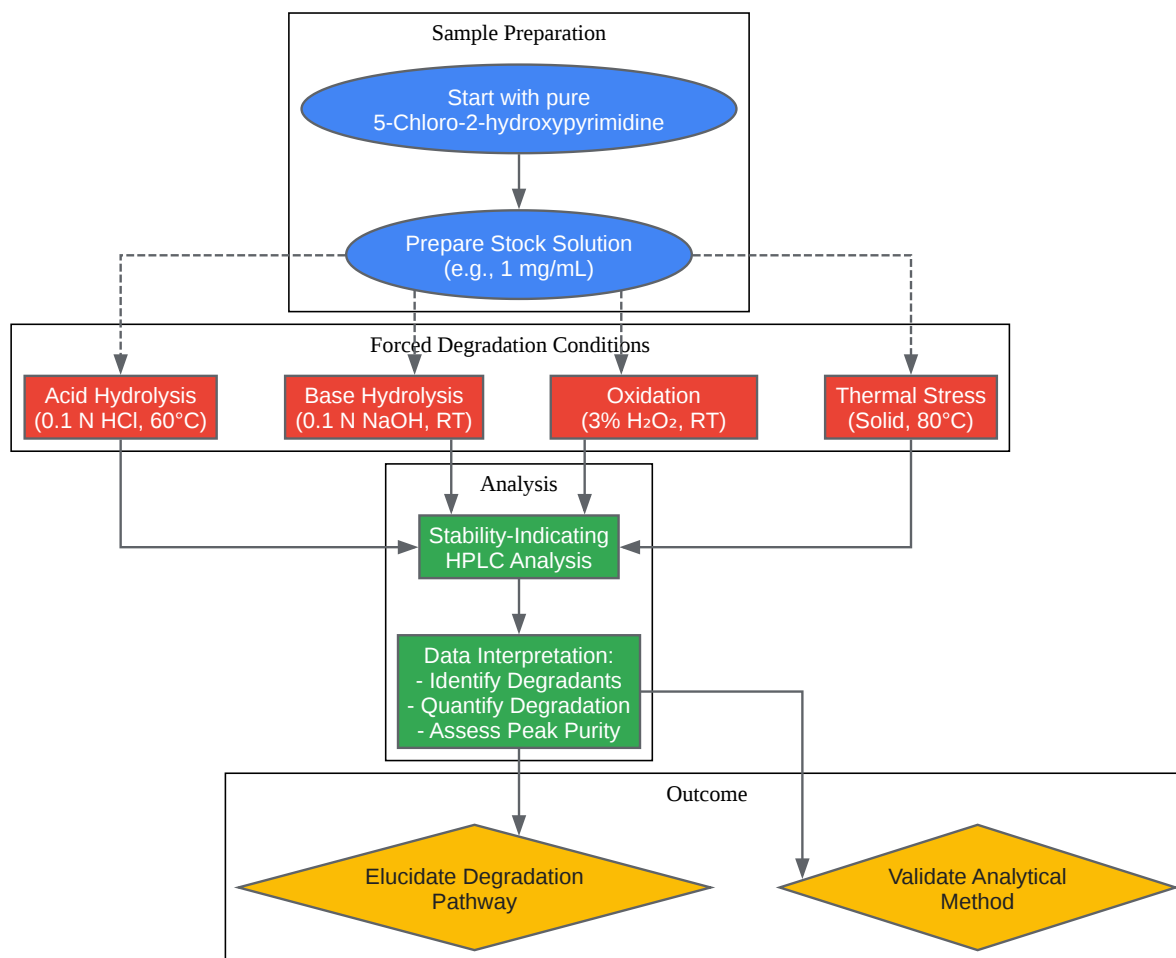 Sample Preparation
Start with pure
5-Chloro-2-hydroxypyrimidine
Prepare Stock Solution
(e.g., 1 mg/mL)
Forced Degradation Conditions
Acid Hydrolysis
(0.1 N HCl, 60°C)
Base Hydrolysis
(0.1 N NaOH, RT)
Oxidation
(3% H₂O₂, RT)
Thermal Stress
(Solid, 80°C)
Analysis
Stability-Indicating
HPLC Analysis
Data Interpretation:
- Identify Degradants
- Quantify Degradation
- Assess Peak Purity
Outcome
Elucidate Degradation
Pathway
Validate Analytical
Method